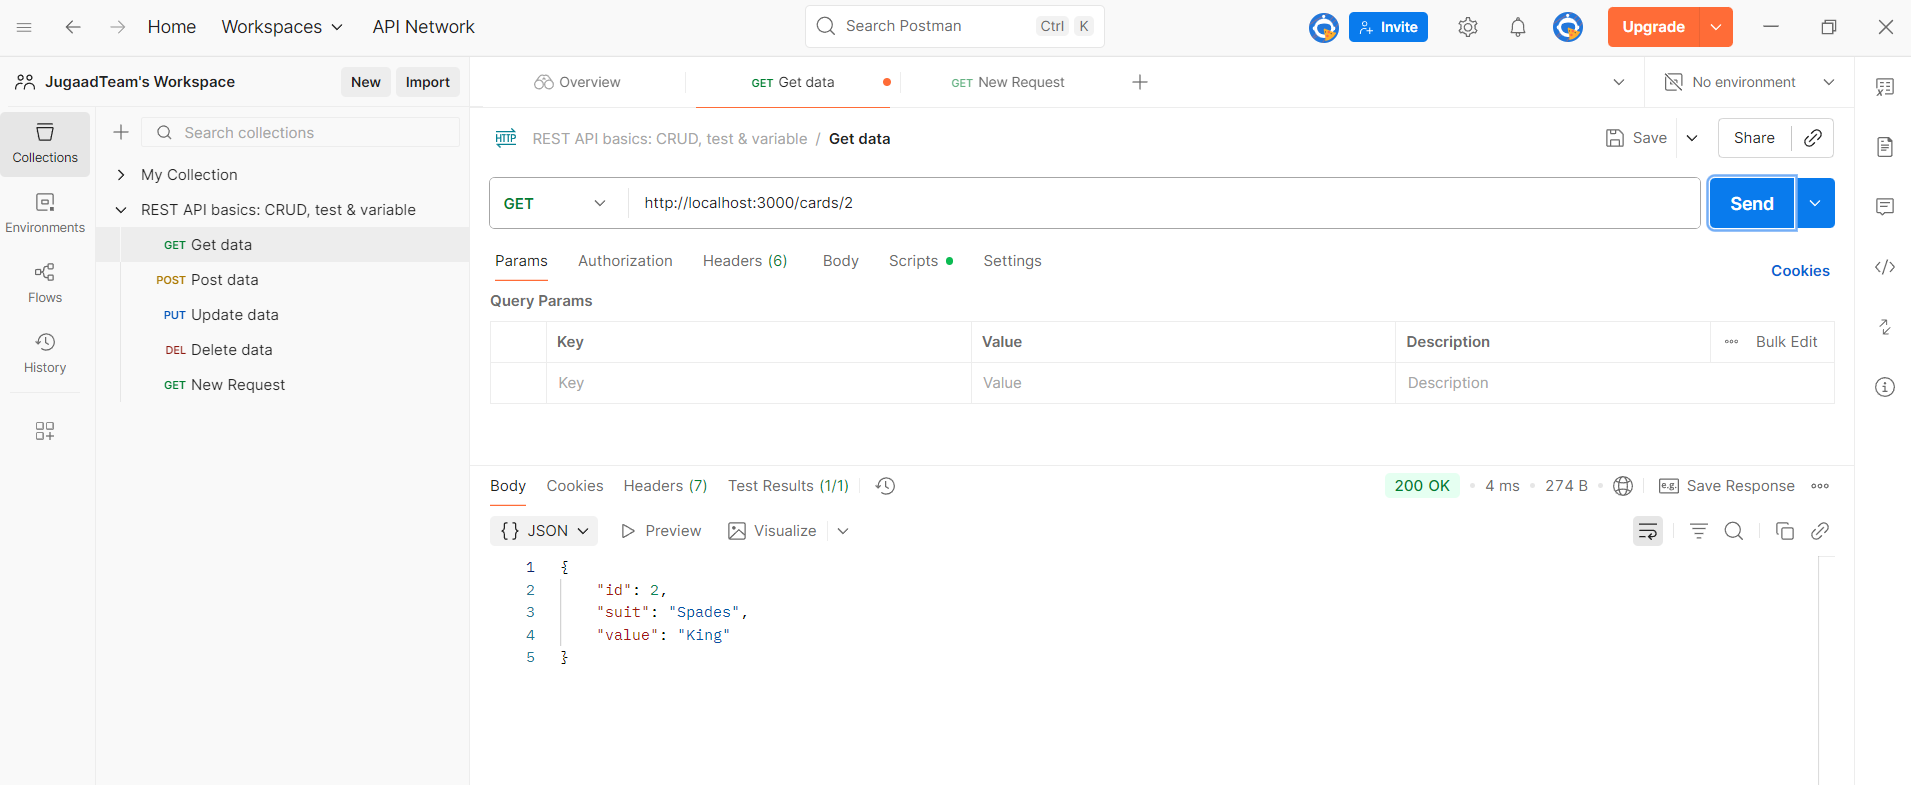 Home Workspaces API Network Search Postman Ctrl K Invite Upgrade
JugaadTeam's Workspace New Import Overview GET Get data GET New Request No environment
Collections
Environments
Flows
History
Search collections
My Collection
REST API basics: CRUD, test & variable
GET Get data
POST Post data
PUT Update data
DEL Delete data
GET New Request
HTTP REST API basics: CRUD, test & variable / Get data Save Share
GET http://localhost:3000/cards/2 Send
Params Authorization Headers (6) Body Scripts Settings Cookies
Query Params
Key Value Description Bulk Edit
Key Value Description
Body Cookies Headers (7) Test Results (1/1) 200 OK 4 ms 274 B e.g. Save Response
{} JSON Preview Visualize
1 {
2 "id": 2,
3 "suit": "Spades",
4 "value": "King"
5 }